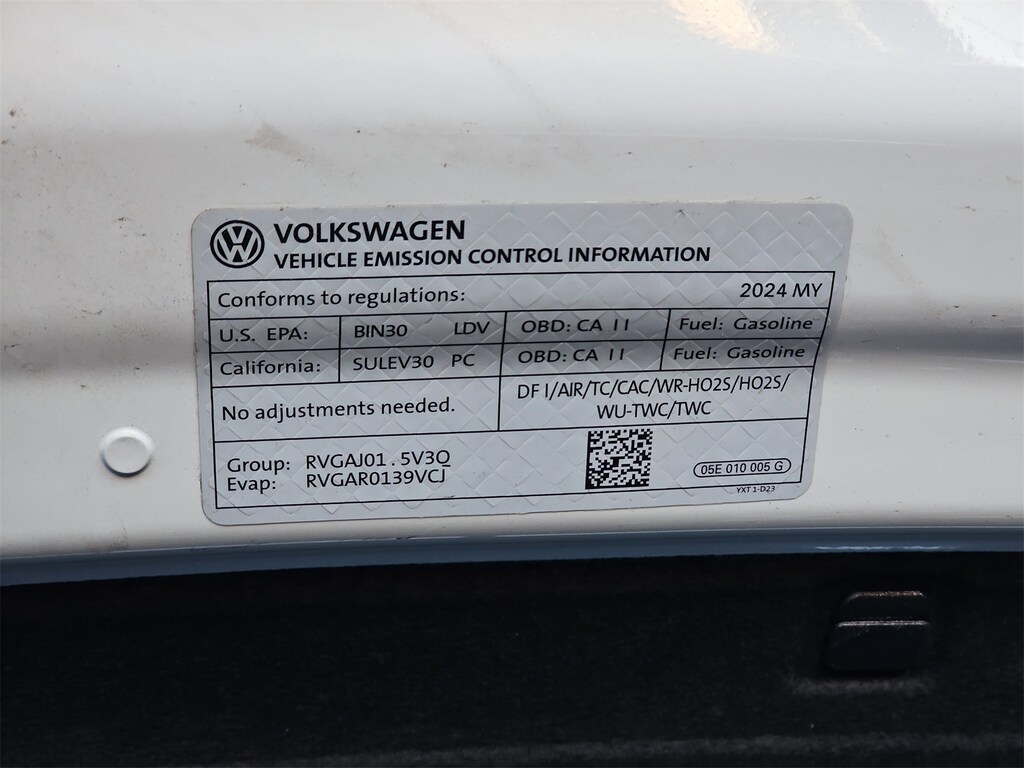 VOLKSWAGEN
VEHICLE EMISSION CONTROL INFORMATION
Conforms to regulations: 2024 MY
U.S. EPA: BIN30 LDV OBD: CA II Fuel: Gasoline
California: SULEV30 PC OBD: CA II Fuel: Gasoline
No adjustments needed. DFI/AIR/TC/CAC/WR-HO2S/HO2S/
WU-TWC/TWC
Group: RVGAJ01.5V3Q
Evap: RVGAR0139VCJ
05E 010 005 G
YXT 1-D23